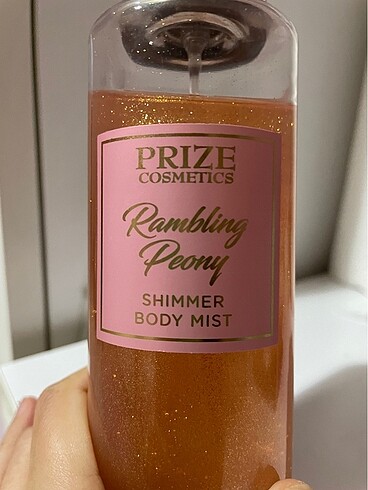 PRIZE
COSMETICS
Rambling
Peony
SHIMMER
BODY MIST